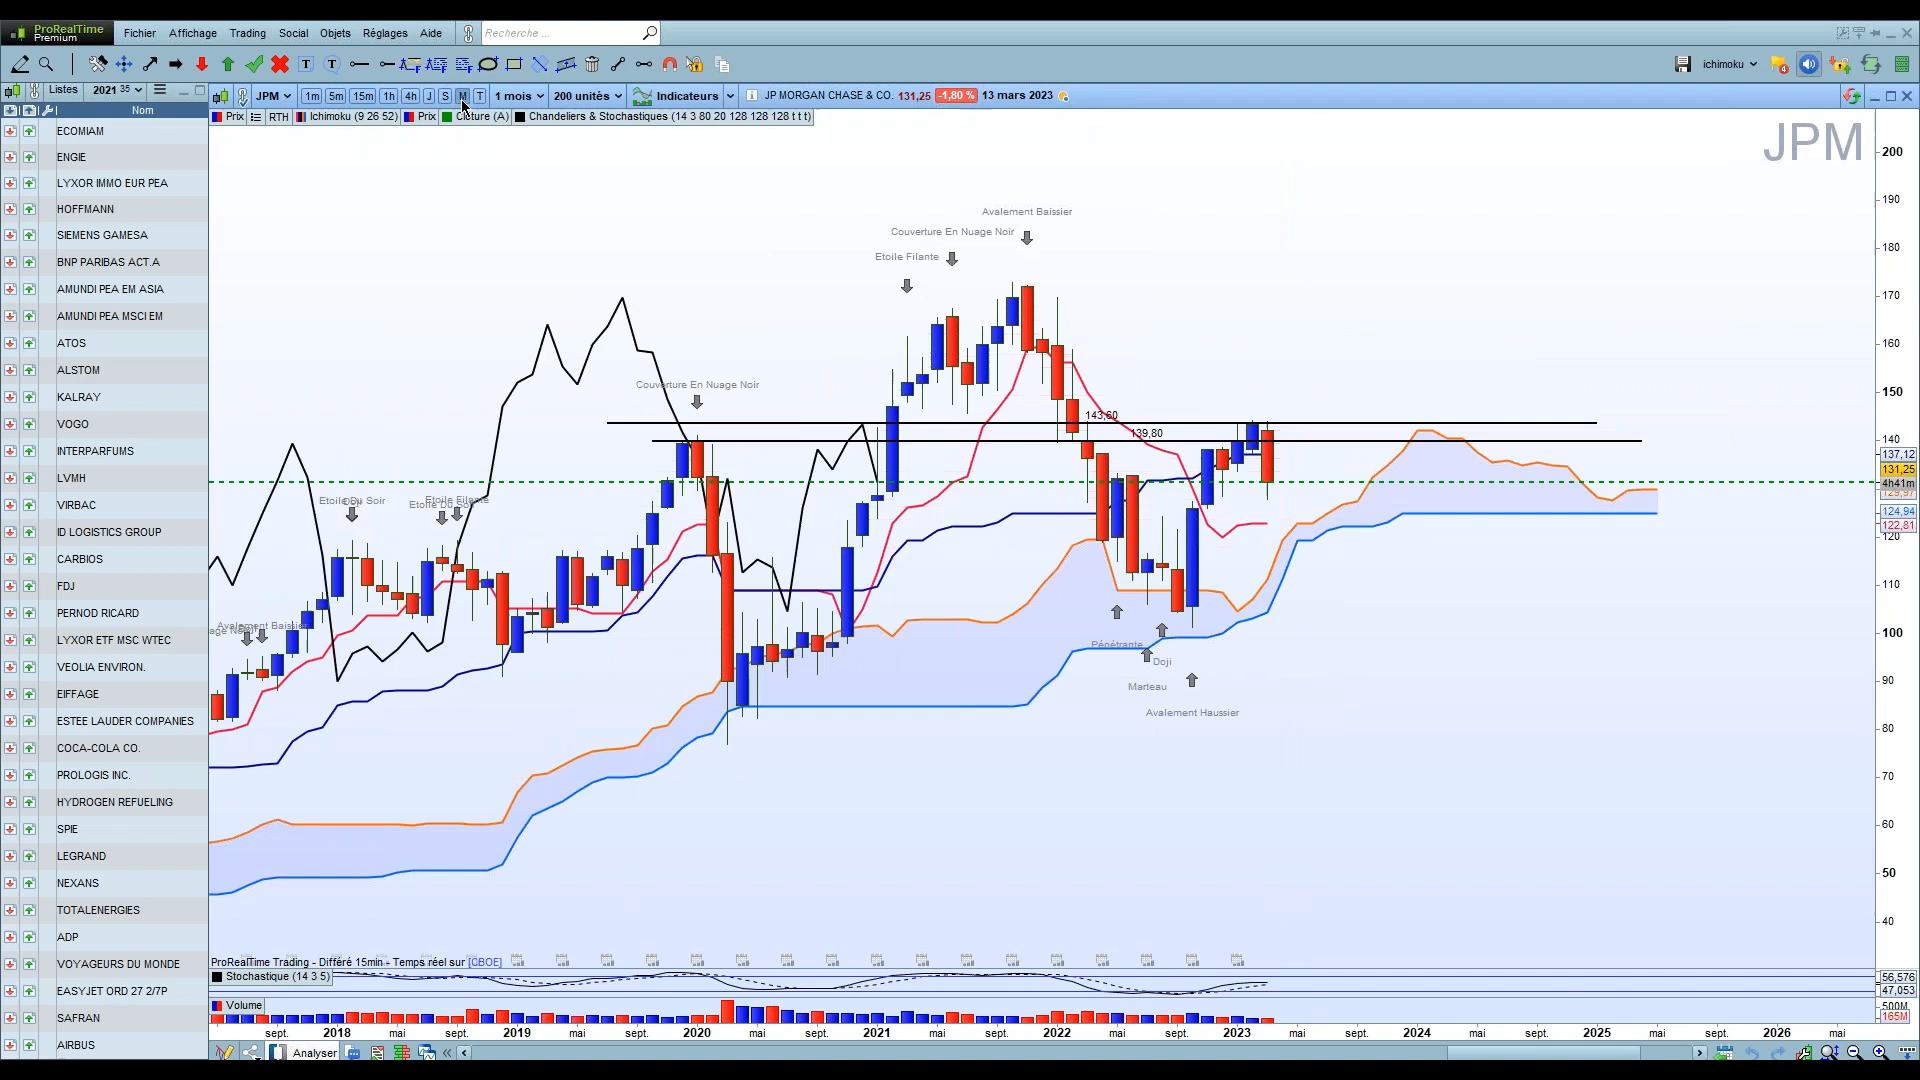 ProRealTime
Premium
Fichier Affichage Trading Social Objets Réglages Aide Recherche ...
ichimoku
Listes 2021 35 JPM 1m 5m 15m 1h 4h J S M T 1 mois 200 unités Indicateurs JP MORGAN CHASE & CO. 131,25 -1,80 % 13 mars 2023
Nom
Prix RTH Ichimoku (9 26 52) Prix Clôture (A) Chandeliers & Stochastiques (14 3 80 20 128 128 128 t t t)
JPM
ECOMIAM
ENGIE
LYXOR IMMO EUR PEA
HOFFMANN
SIEMENS GAMESA
BNP PARIBAS ACT.A
AMUNDI PEA EM ASIA
AMUNDI PEA MSCI EM
ATOS
ALSTOM
KALRAY
VOGO
INTERPARFUMS
LVMH
VIRBAC
ID LOGISTICS GROUP
CARBIOS
FDJ
PERNOD RICARD
LYXOR ETF MSC WTEC
VEOLIA ENVIRON.
EIFFAGE
ESTEE LAUDER COMPANIES
COCA-COLA CO.
PROLOGIS INC.
HYDROGEN REFUELING
SPIE
LEGRAND
NEXANS
TOTALENERGIES
ADP
VOYAGEURS DU MONDE
EASYJET ORD 27 2/7P
SAFRAN
AIRBUS
Avalement Baissier
Couverture En Nuage Noir
Etoile Filante
Couverture En Nuage Noir
143,60
139,80
Etoile Du Soir
Etoile Filante
Etoile Du Soir
Avalement Baissier
Pénétrante
Doji
Marteau
Avalement Haussier
200
190
180
170
160
150
140
137,12
131,25
4h41m
129,97
124,94
122,81
120
110
100
90
80
70
60
50
40
ProRealTime Trading - Différé 15min - Temps réel sur [CBOE]
Stochastique (14 3 5)
56,576
47,053
Volume
500M
165M
sept. 2018 mai sept. 2019 mai sept. 2020 mai sept. 2021 mai sept. 2022 mai sept. 2023 mai sept. 2024 mai sept. 2025 mai sept. 2026 mai
Analyser